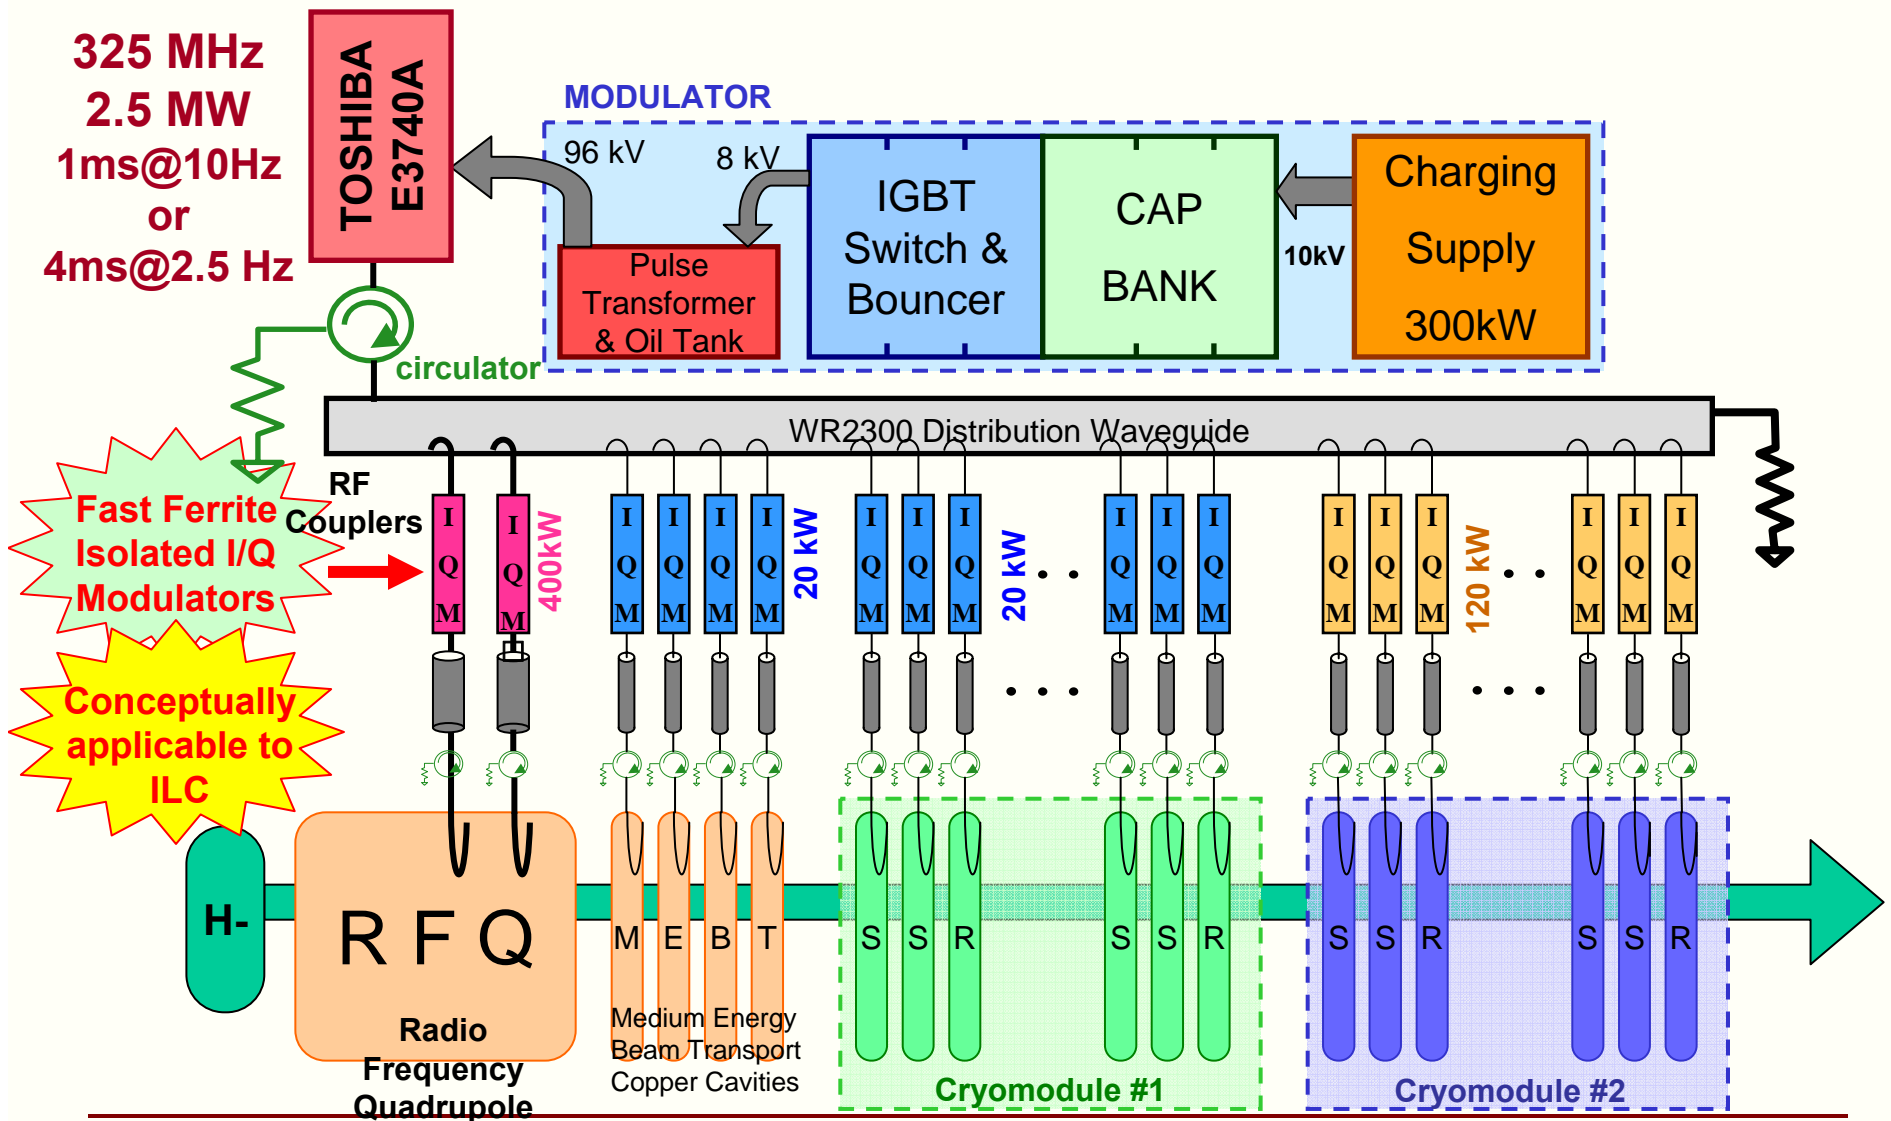 325 MHz
2.5 MW
1ms@10Hz
or
4ms@2.5 Hz
TOSHIBA
E3740A
MODULATOR
96 kV
8 kV
Pulse
Transformer
& Oil Tank
IGBT
Switch &
Bouncer
CAP
BANK
10kV
Charging
Supply
300kW
circulator
WR2300 Distribution Waveguide
RF
Couplers
Fast Ferrite
Isolated I/Q
Modulators
Conceptually
applicable to
ILC
I Q M
I Q M
400kW
I Q M
I Q M
I Q M
I Q M
20 kW
I Q M
I Q M
I Q M
20 kW
. .
I Q M
I Q M
I Q M
I Q M
I Q M
I Q M
120 kW
. .
I Q M
I Q M
I Q M
. . .
. . .
H-
R F Q
Radio
Frequency
Quadrupole
M E B T
Medium Energy
Beam Transport
Copper Cavities
S S R
S S R
Cryomodule #1
S S R
S S R
Cryomodule #2